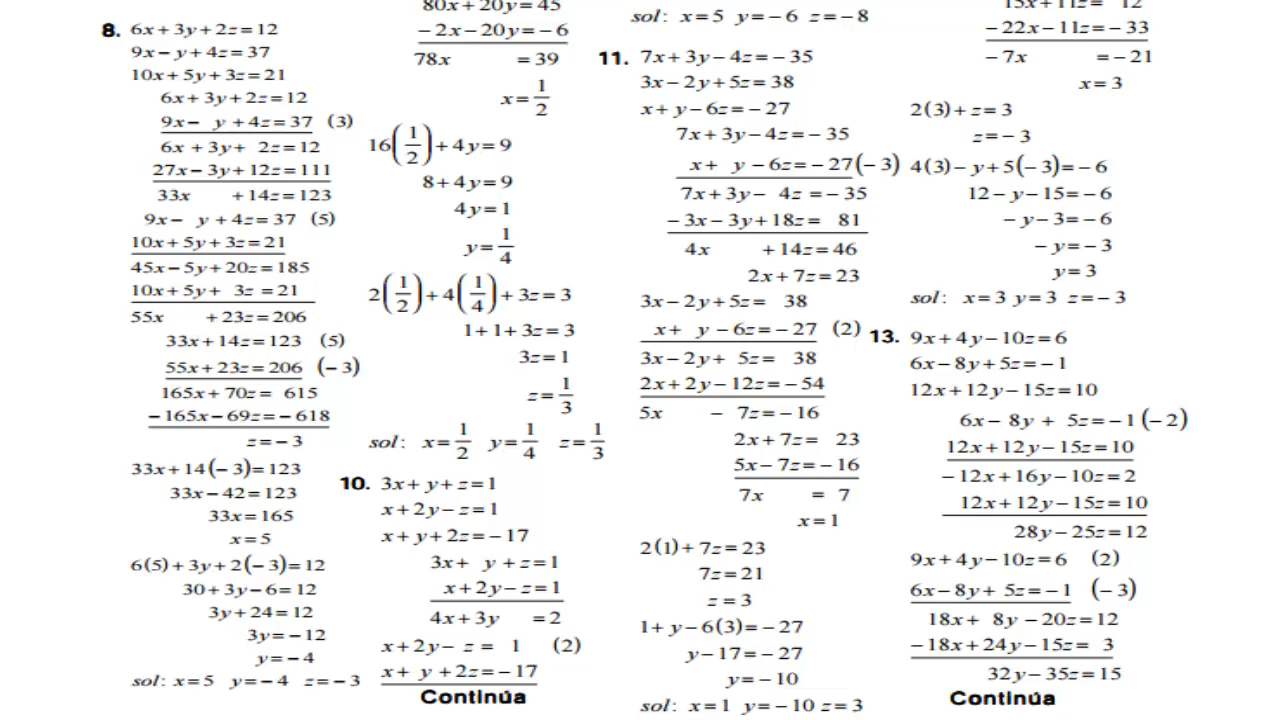 8. 6x+3y+2z=12
9x−y+4z=37
10x+5y+3z=21
6x+3y+2z=12
9x− y+4z=37 (3)
6x+3y+ 2z=12
27x−3y+12z=111
33x +14z=123
9x− y+4z=37 (5)
10x+5y+3z=21
45x−5y+20z=185
10x+5y+ 3z=21
55x +23z=206
33x+14z=123 (5)
55x+23z=206 (−3)
165x+70z= 615
−165x−69z=−618
z=−3
33x+14(−3)=123
33x−42=123
33x=165
x=5
6(5)+3y+2(−3)=12
30+3y−6=12
3y+24=12
3y=−12
y=−4
sol: x=5 y=−4 z=−3
80x+20y=45
−2x−20y=−6
78x =39
x=1/2
16(1/2)+4y=9
8+4y=9
4y=1
y=1/4
2(1/2)+4(1/4)+3z=3
1+1+3z=3
3z=1
z=1/3
sol: x=1/2 y=1/4 z=1/3
10. 3x+y+z=1
x+2y−z=1
x+y+2z=−17
3x+ y+z=1
x+2y−z=1
4x+3y =2
x+2y− z= 1 (2)
x+ y+2z=−17
Continúa
sol: x=5 y=−6 z=−8
11. 7x+3y−4z=−35
3x−2y+5z=38
x+y−6z=−27
7x+3y−4z=−35
x+ y−6z=−27(−3)
7x+3y− 4z=−35
−3x−3y+18z= 81
4x +14z=46
2x+7z=23
3x−2y+5z= 38
x+ y−6z=−27 (2)
3x−2y+ 5z= 38
2x+2y−12z=−54
5x − 7z=−16
2x+7z= 23
5x−7z=−16
7x = 7
x=1
2(1)+7z=23
7z=21
z=3
1+y−6(3)=−27
y−17=−27
y=−10
sol: x=1 y=−10 z=3
−22x−11z=−33
−7x =−21
x=3
2(3)+z=3
z=−3
4(3)−y+5(−3)=−6
12−y−15=−6
−y−3=−6
−y=−3
y=3
sol: x=3 y=3 z=−3
13. 9x+4y−10z=6
6x−8y+5z=−1
12x+12y−15z=10
6x−8y+ 5z=−1(−2)
12x+12y−15z=10
−12x+16y−10z=2
12x+12y−15z=10
28y−25z=12
9x+4y−10z=6 (2)
6x−8y+ 5z=−1 (−3)
18x+ 8y−20z=12
−18x+24y−15z= 3
32y−35z=15
Continúa